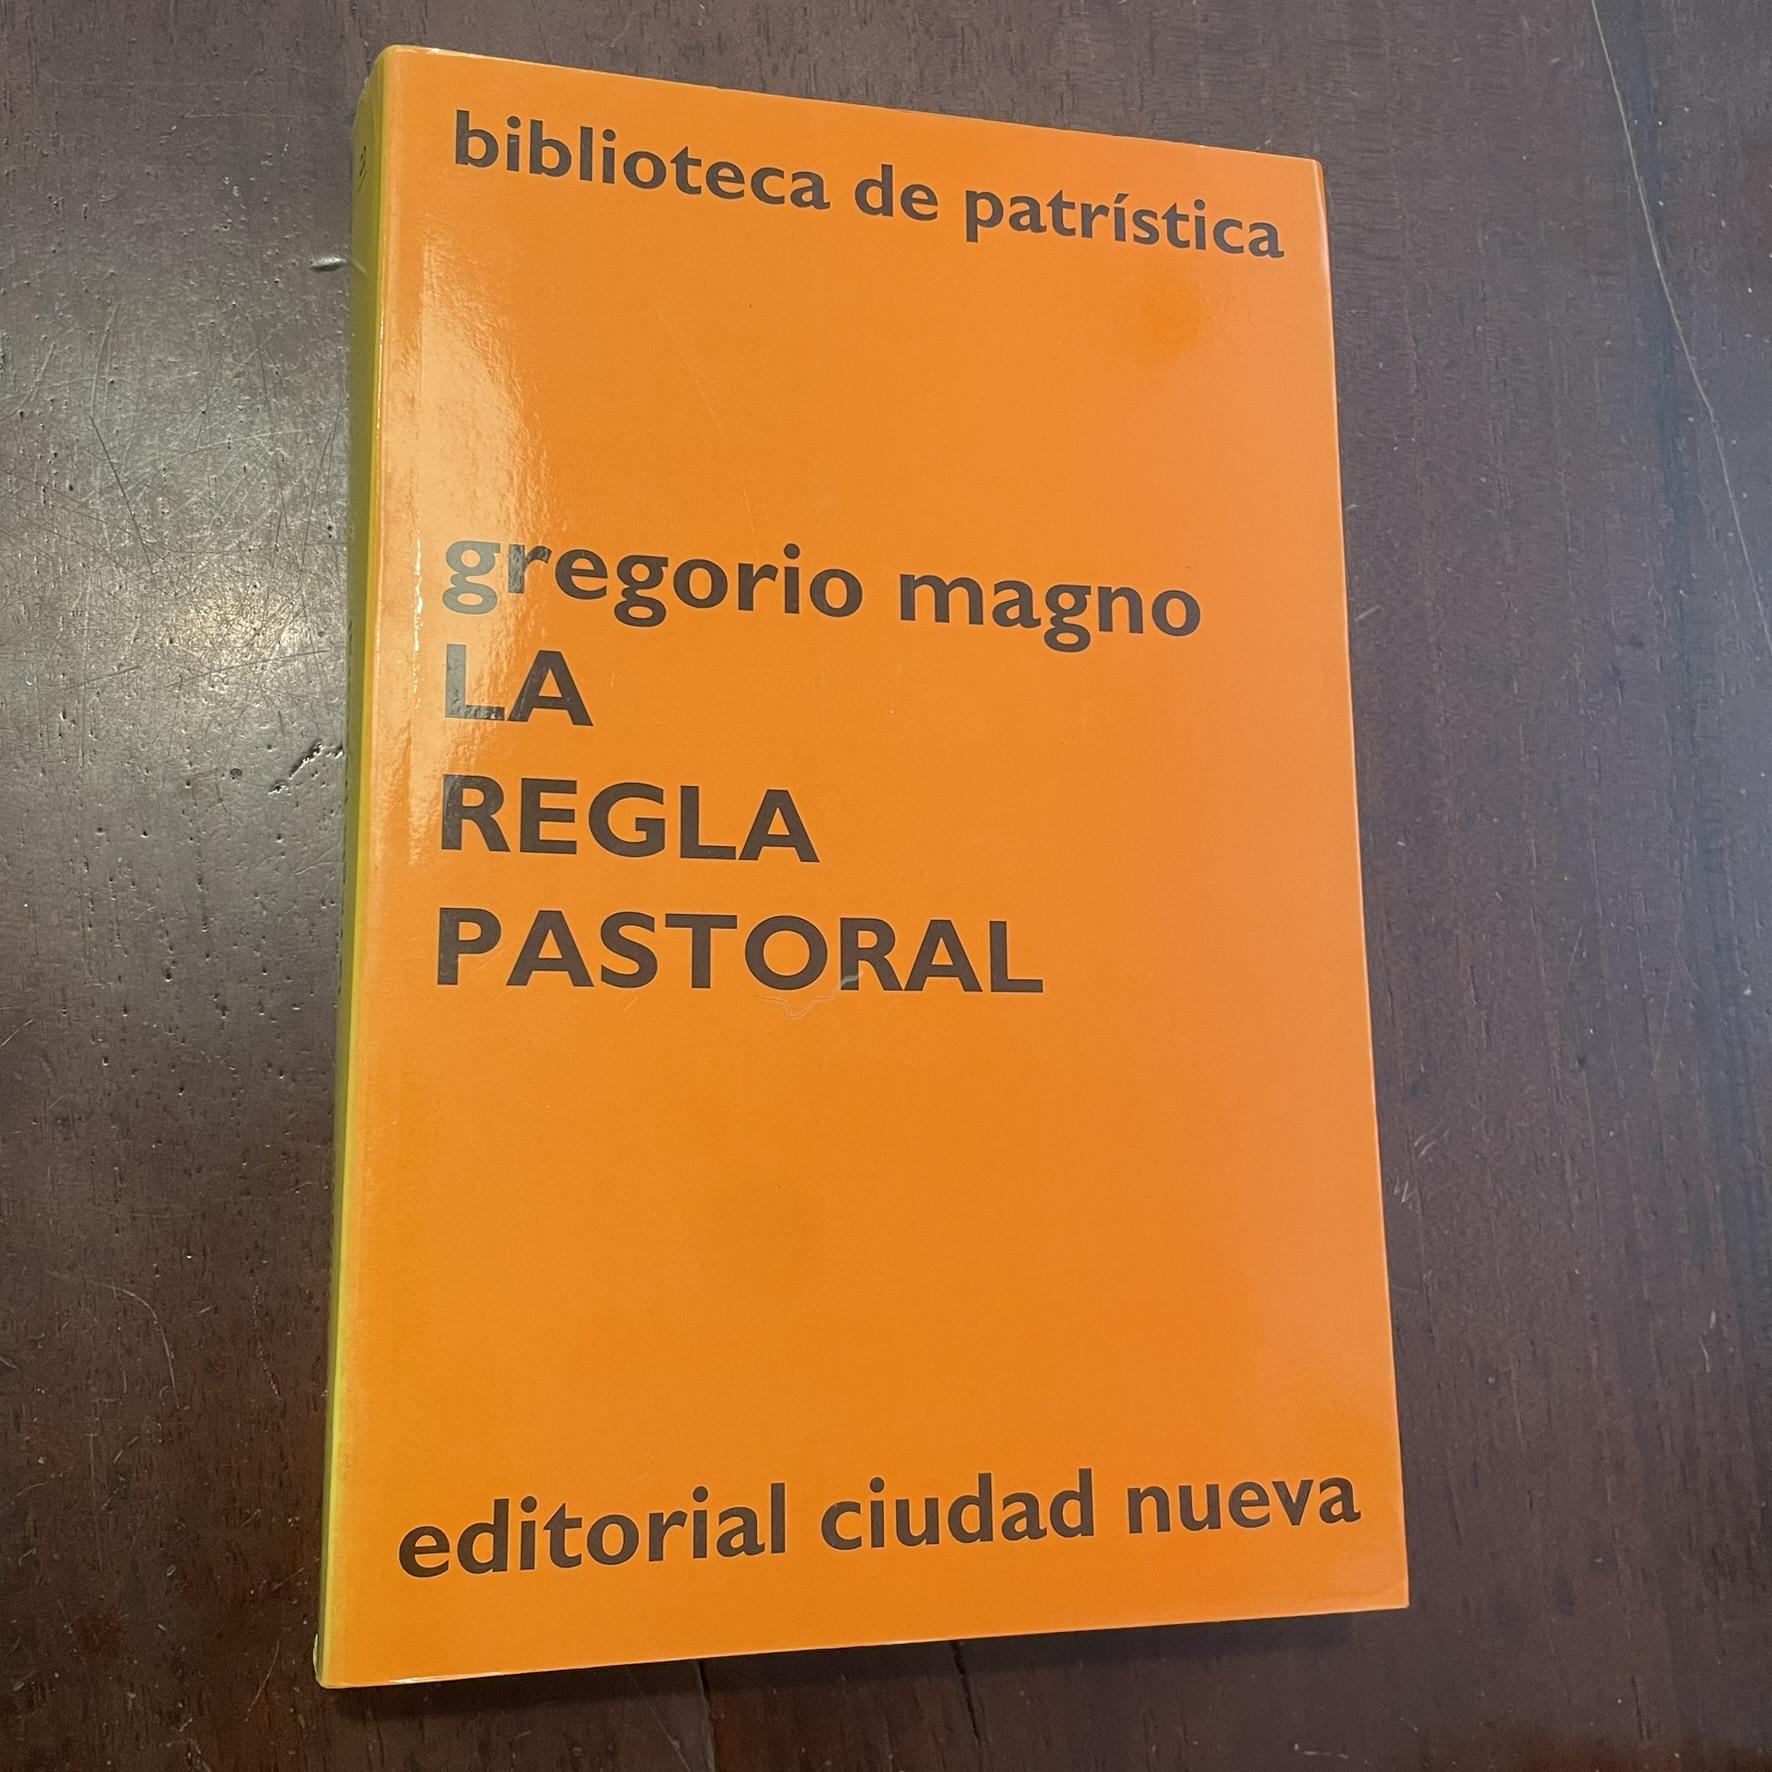 biblioteca de patrística
gregorio magno
LA
REGLA
PASTORAL
editorial ciudad nueva